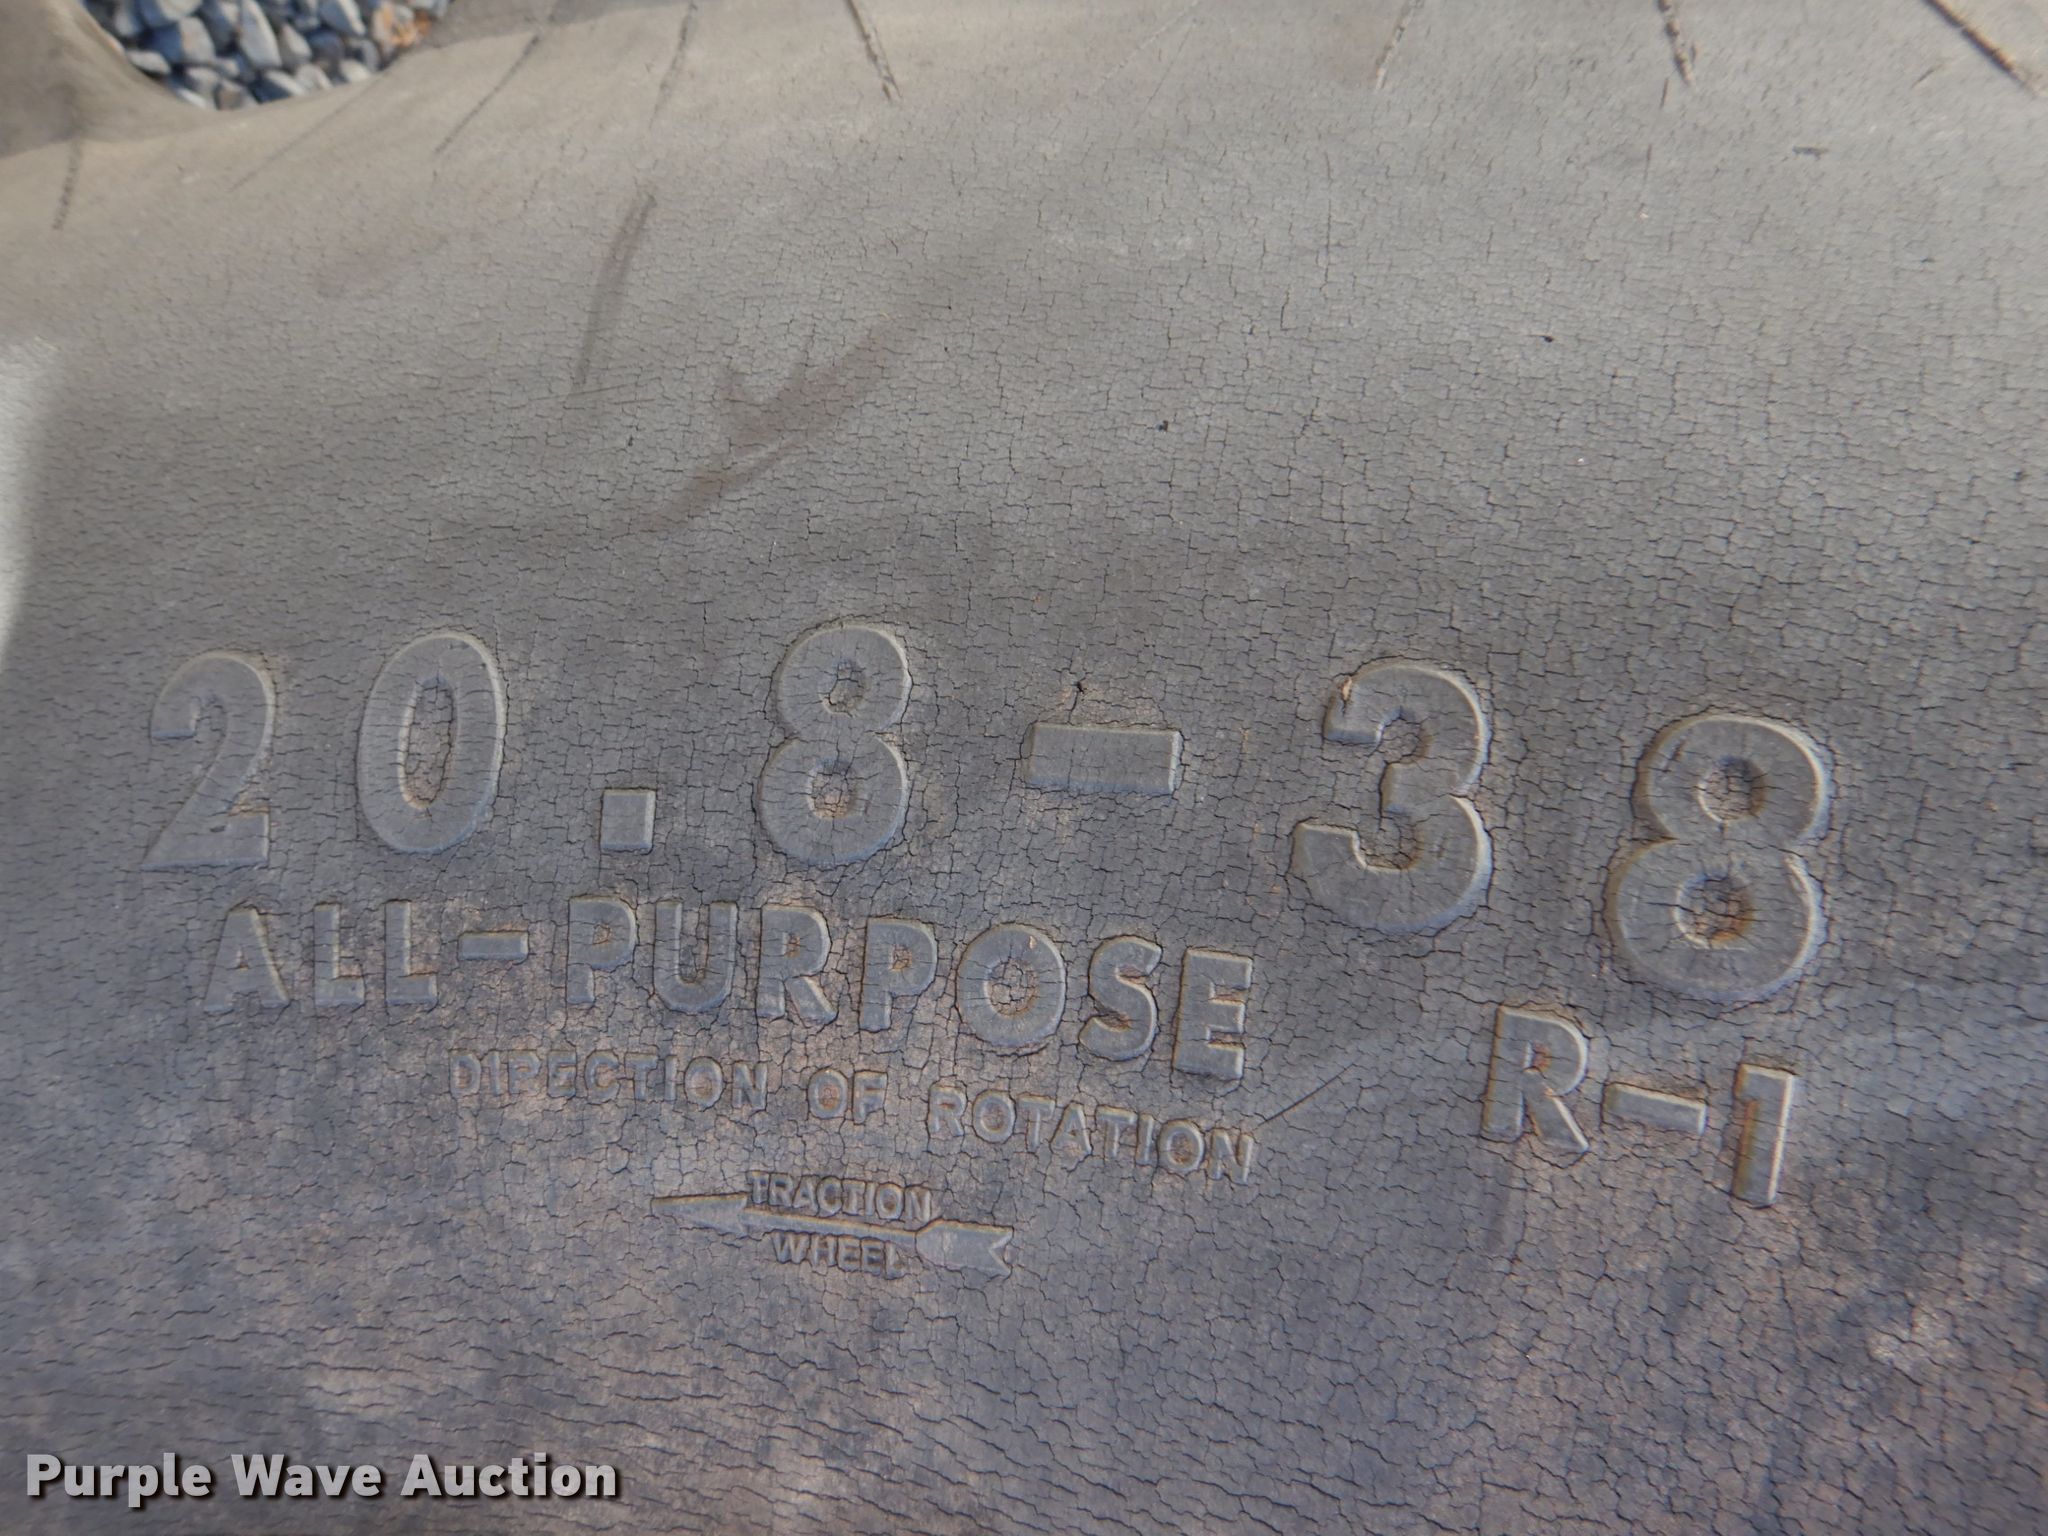 20.8-38
ALL-PURPOSE R-1
DIRECTION OF ROTATION
TRACTION
WHEEL
Purple Wave Auction